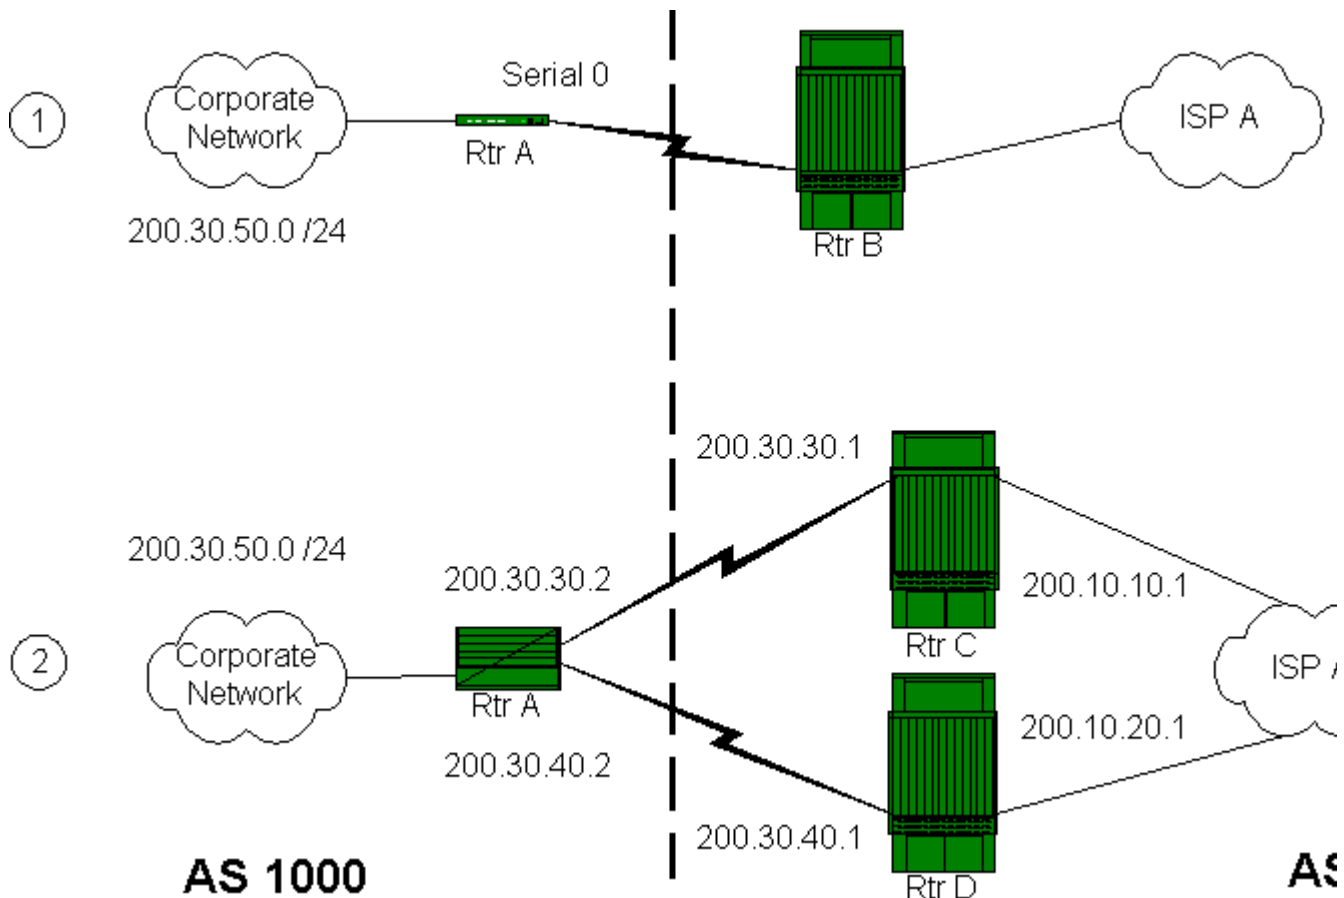 1
Corporate
Network
Serial 0
Rtr A
Rtr B
ISP A
200.30.50.0 /24
200.30.30.1
200.30.50.0 /24
200.30.30.2
200.10.10.1
Rtr C
2
Corporate
Network
Rtr A
ISP
200.30.40.2
200.10.20.1
200.30.40.1
Rtr D
AS 1000